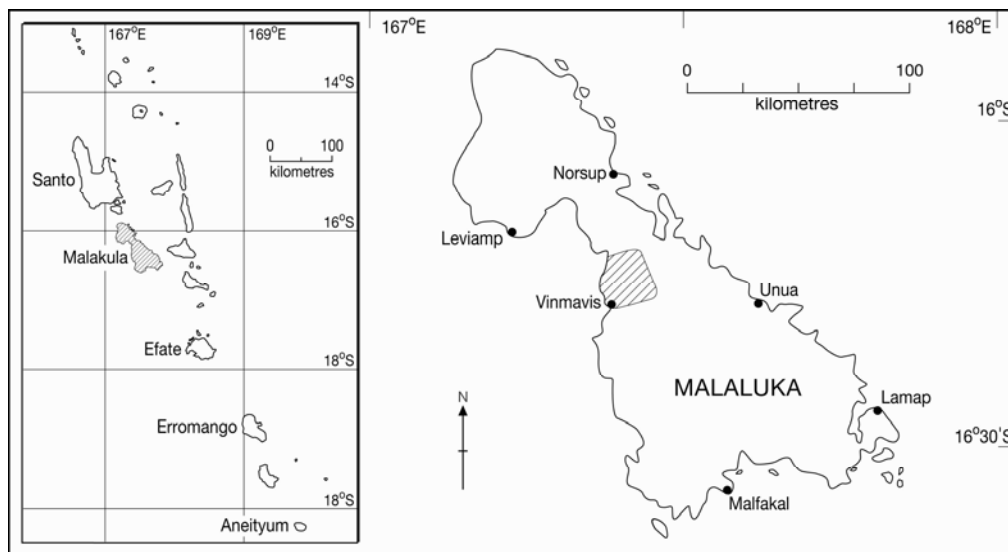 167°E
169°E
14°S
0 100
kilometres
Santo
16°S
Malakula
Efate
18°S
Erromango
18°S
Aneityum
167°E
168°E
0 100
kilometres
16°S
Norsup
Leviamp
Vinmavis
Unua
MALALUKA
Lamap
N
16°30'S
Malfakal